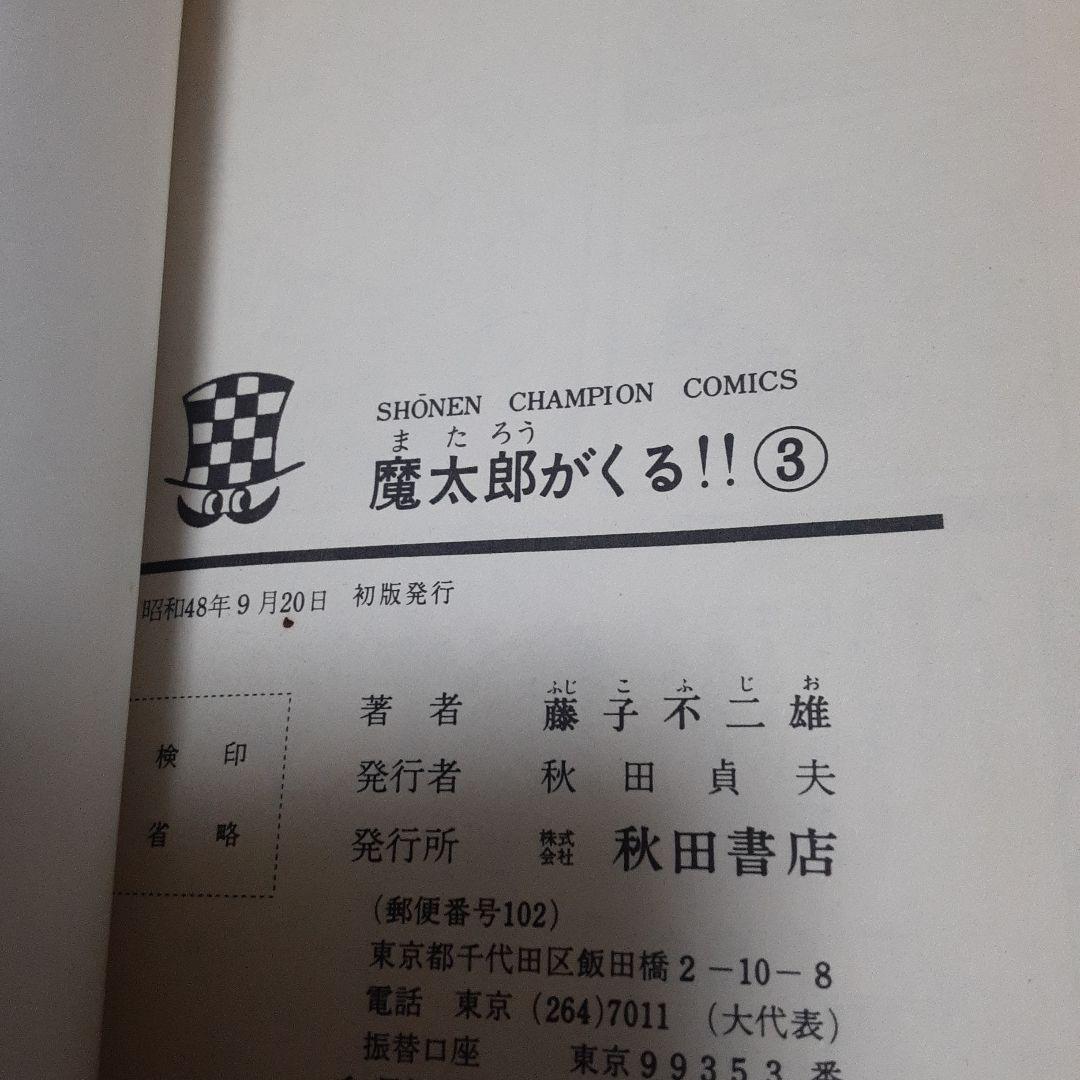 SHŌNEN CHAMPION COMICS
ま た ろう
魔太郎がくる!!③
昭和48年9月20日 初版発行
検 印
省 略
ふじ こ ふ じ お
著 者 藤子不二雄
発行者 秋田貞夫
発行所 株式会社 秋田書店
(郵便番号102)
東京都千代田区飯田橋2-10-8
電話 東京(264)7011 (大代表)
振替口座 東京99353番